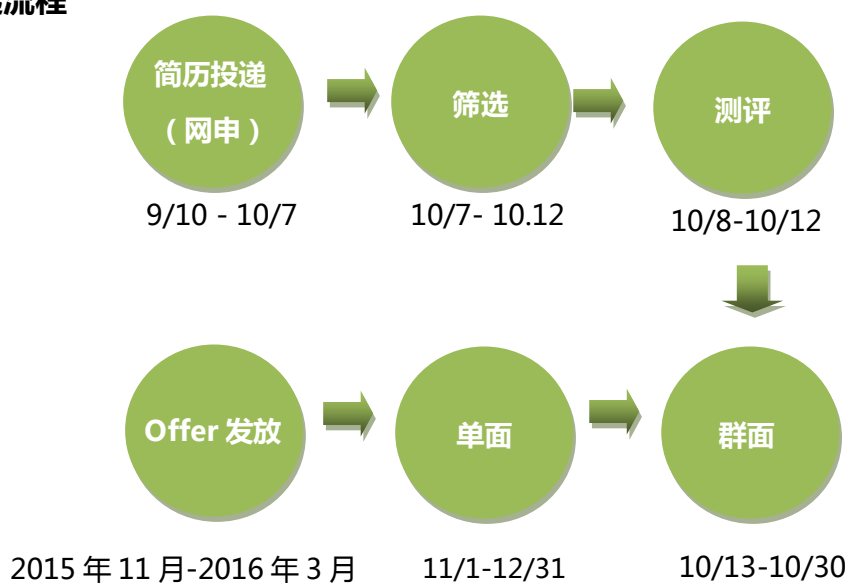 流程
简历投递
（网申）
筛选
测评
9/10 - 10/7
10/7- 10.12
10/8-10/12
Offer 发放
单面
群面
2015 年 11 月-2016 年 3 月
11/1-12/31
10/13-10/30